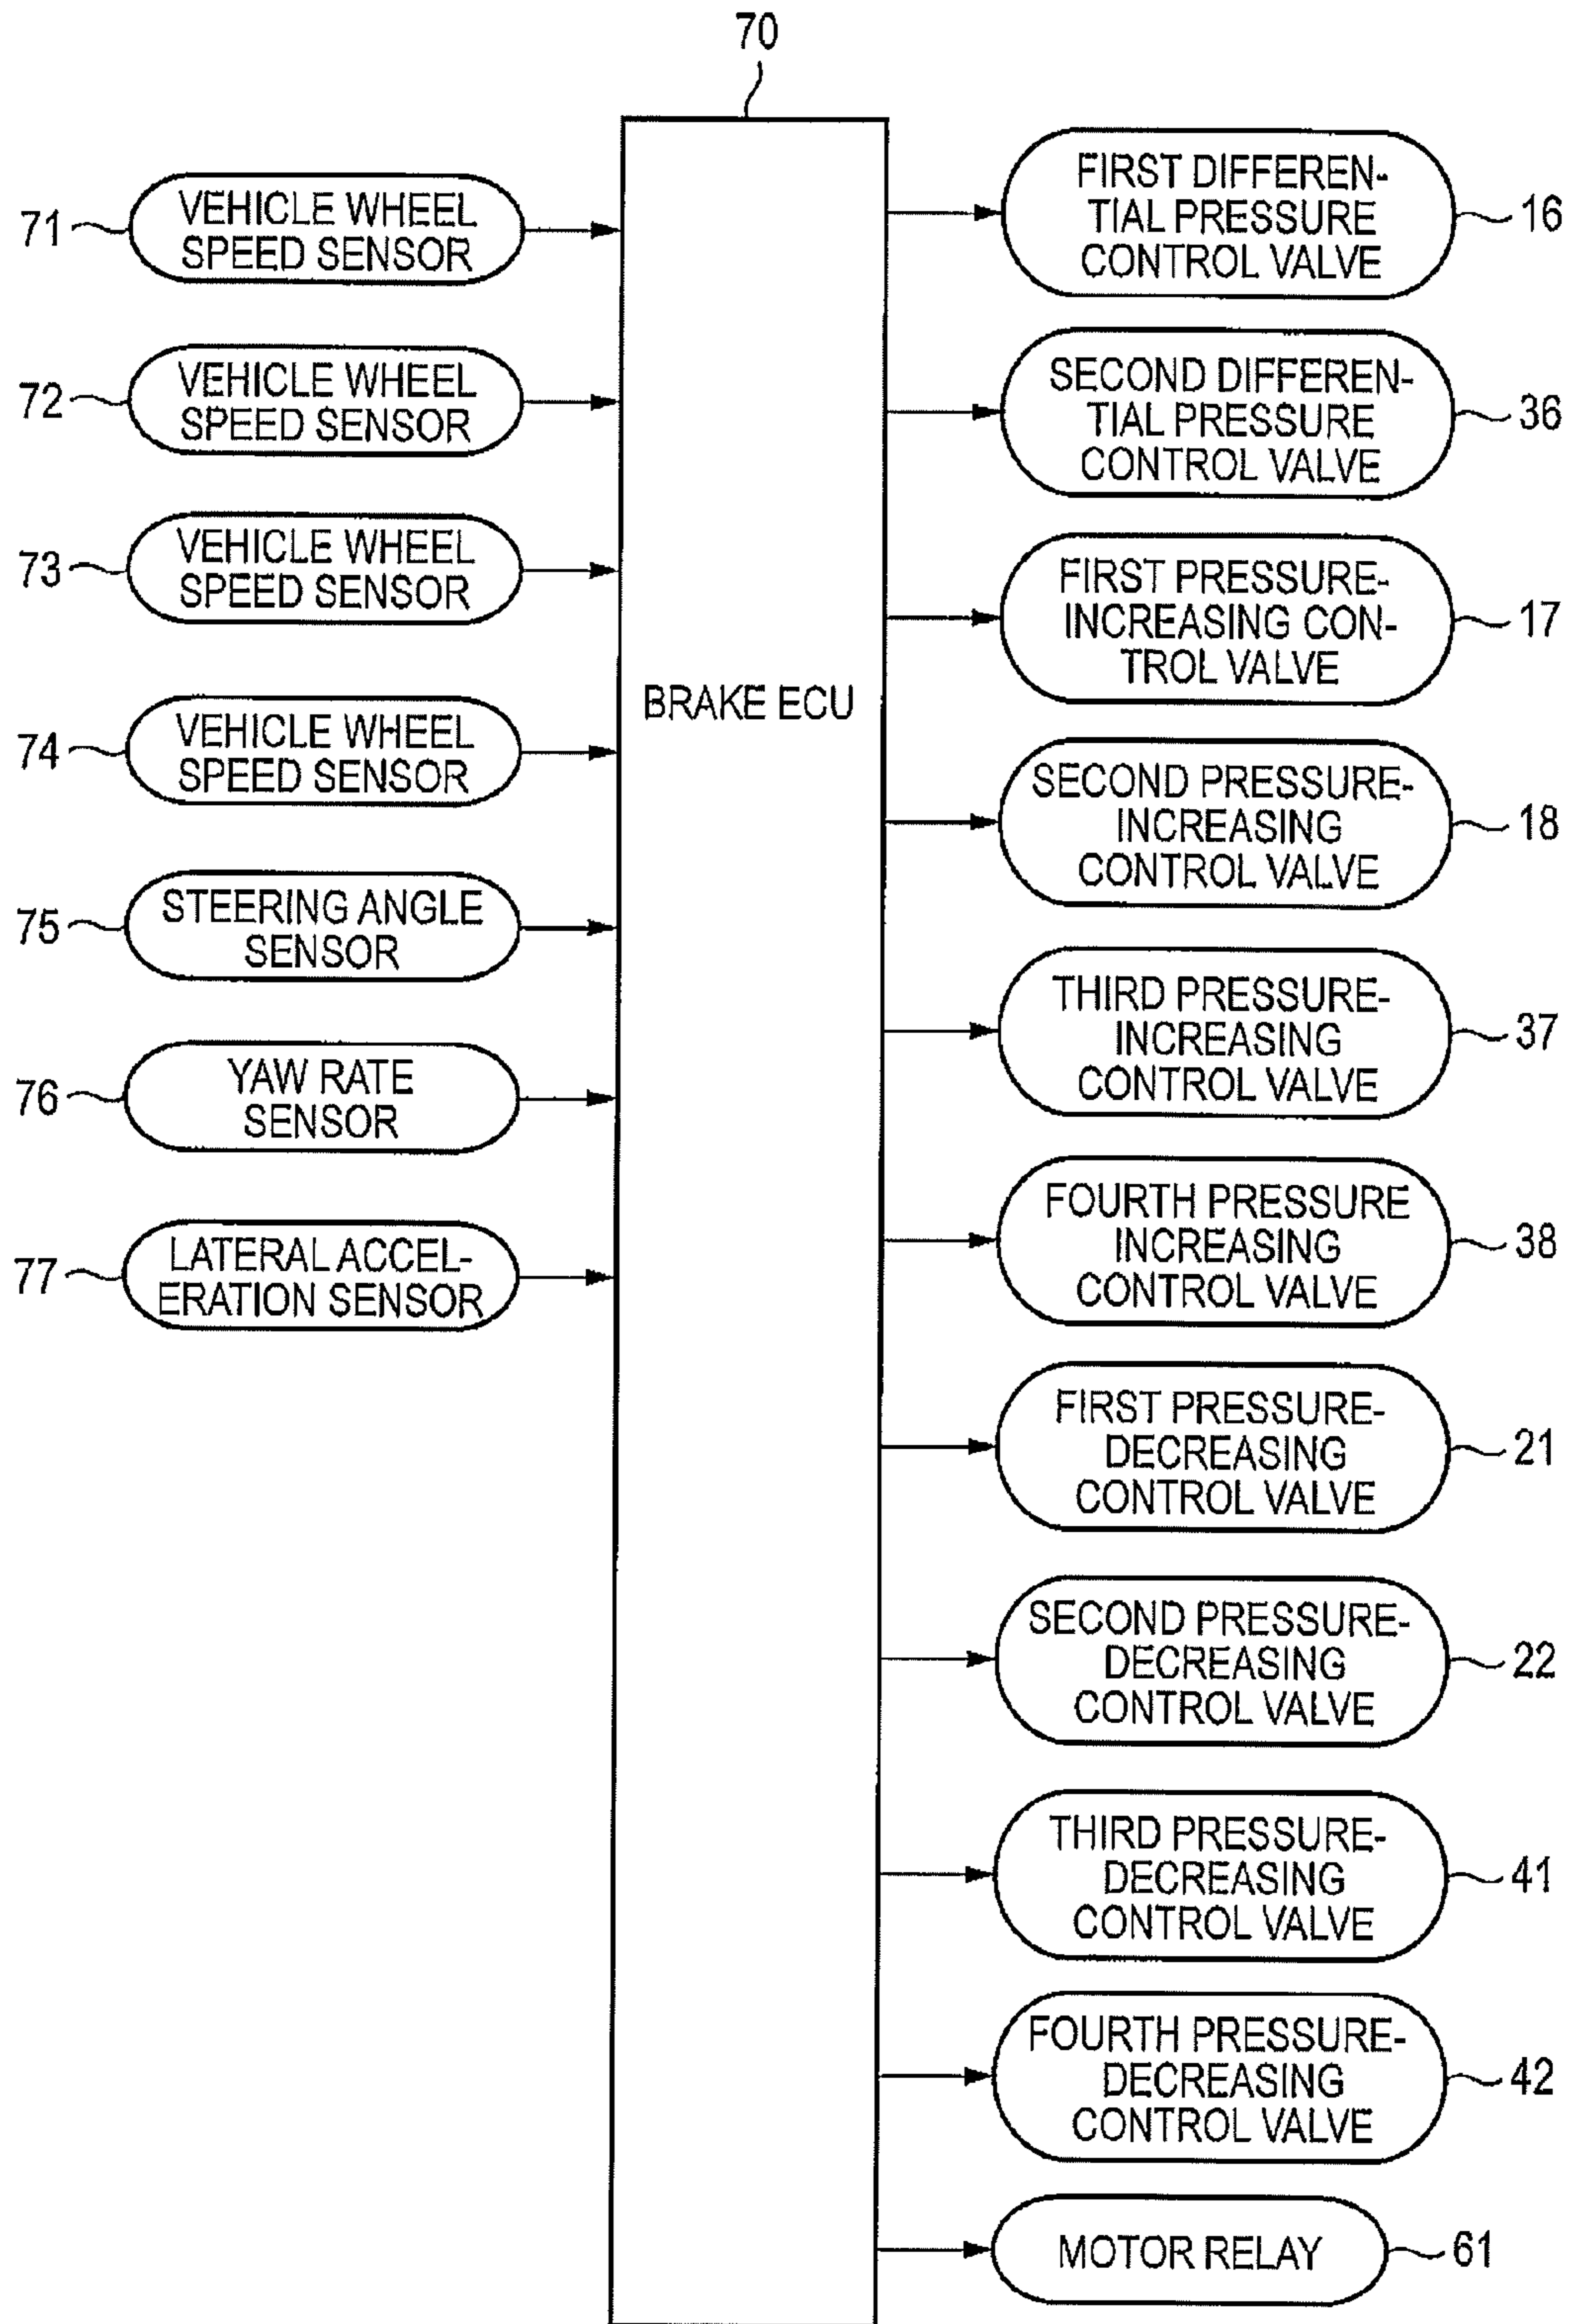 70
71
VEHICLE WHEEL
SPEED SENSOR
72
VEHICLE WHEEL
SPEED SENSOR
73
VEHICLE WHEEL
SPEED SENSOR
74
VEHICLE WHEEL
SPEED SENSOR
75
STEERING ANGLE
SENSOR
76
YAW RATE
SENSOR
77
LATERAL ACCEL-
ERATION SENSOR
BRAKE ECU
FIRST DIFFEREN-
TIAL PRESSURE
CONTROL VALVE
16
SECOND DIFFEREN-
TIAL PRESSURE
CONTROL VALVE
36
FIRST PRESSURE-
INCREASING CON-
TROL VALVE
17
SECOND PRESSURE-
INCREASING
CONTROL VALVE
18
THIRD PRESSURE-
INCREASING
CONTROL VALVE
37
FOURTH PRESSURE
INCREASING
CONTROL VALVE
38
FIRST PRESSURE-
DECREASING
CONTROL VALVE
21
SECOND PRESSURE-
DECREASING
CONTROL VALVE
22
THIRD PRESSURE-
DECREASING
CONTROL VALVE
41
FOURTH PRESSURE-
DECREASING
CONTROL VALVE
42
MOTOR RELAY
61